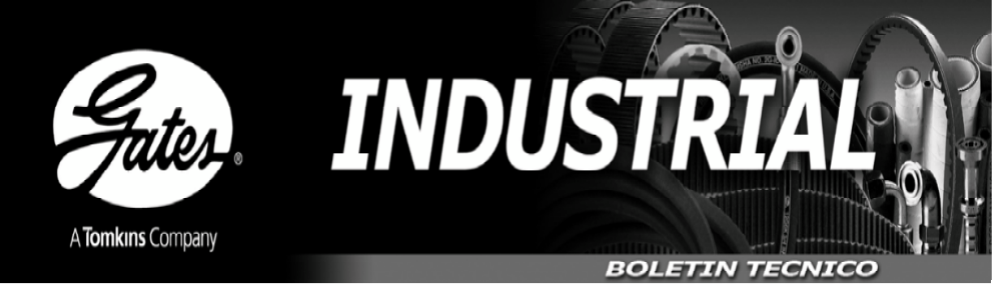 Gates®
A Tomkins Company
INDUSTRIAL
BOLETIN TECNICO